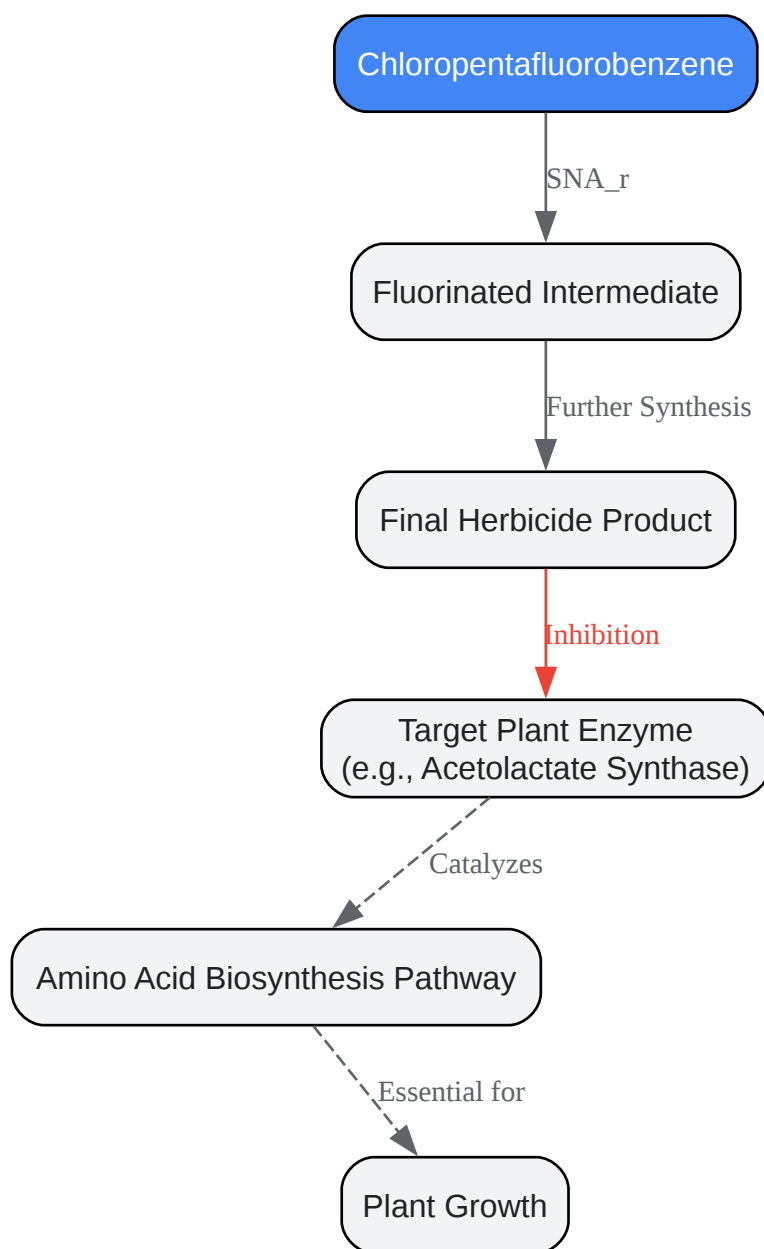 Chloropentafluorobenzene
SNA_r
Fluorinated Intermediate
Further Synthesis
Final Herbicide Product
Inhibition
Target Plant Enzyme
(e.g., Acetolactate Synthase)
Catalyzes
Amino Acid Biosynthesis Pathway
Essential for
Plant Growth